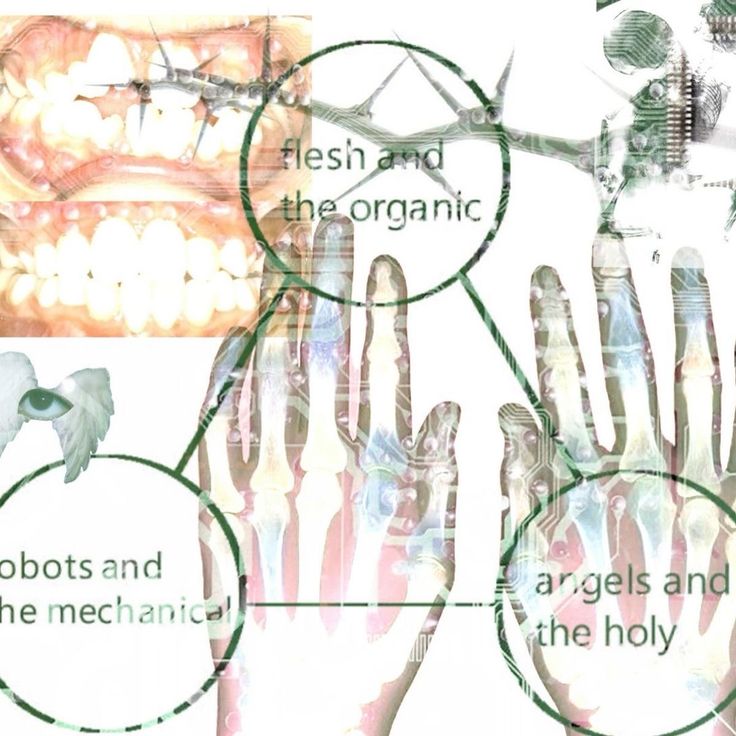 flesh and
the organic
obots and
he mechanical
angels and
the holy